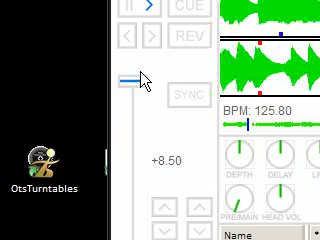 CUE
REV
SYNC
BPM: 125.80
+8.50
DEPTH
DELAY
PRE/MAIN
HEAD VOL
OtsTurntables
Name